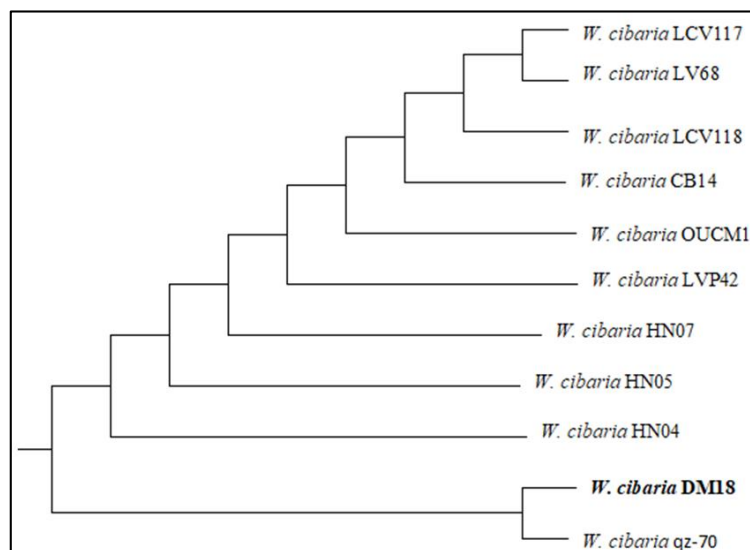 W. cibaria LCV117
W. cibaria LV68
W. cibaria LCV118
W. cibaria CB14
W. cibaria OUCM1
W. cibaria LVP42
W. cibaria HN07
W. cibaria HN05
W. cibaria HN04
W. cibaria DM18
W. cibaria qz-70